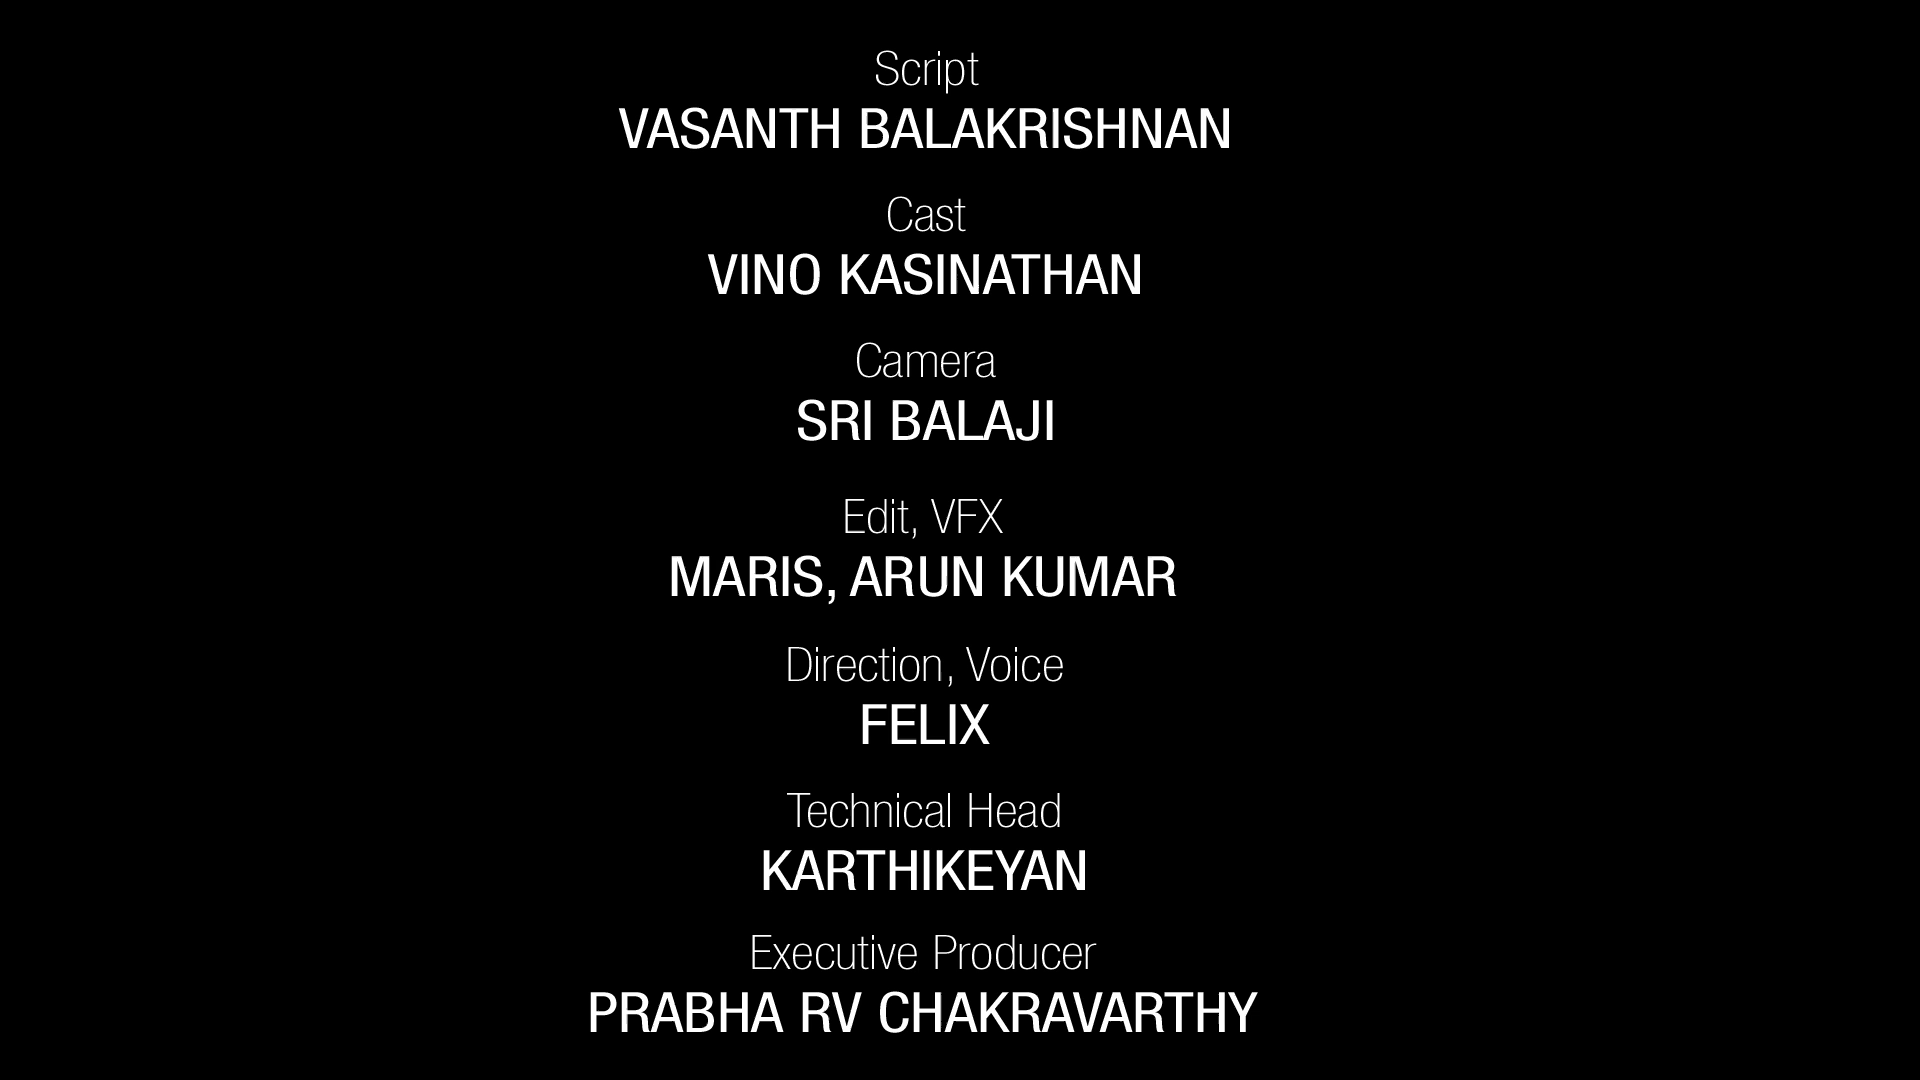 Script
VASANTH BALAKRISHNAN
Cast
VINO KASINATHAN
Camera
SRI BALAJI
Edit, VFX
MARIS, ARUN KUMAR
Direction, Voice
FELIX
Technical Head
KARTHIKEYAN
Executive Producer
PRABHA RV CHAKRAVARTHY